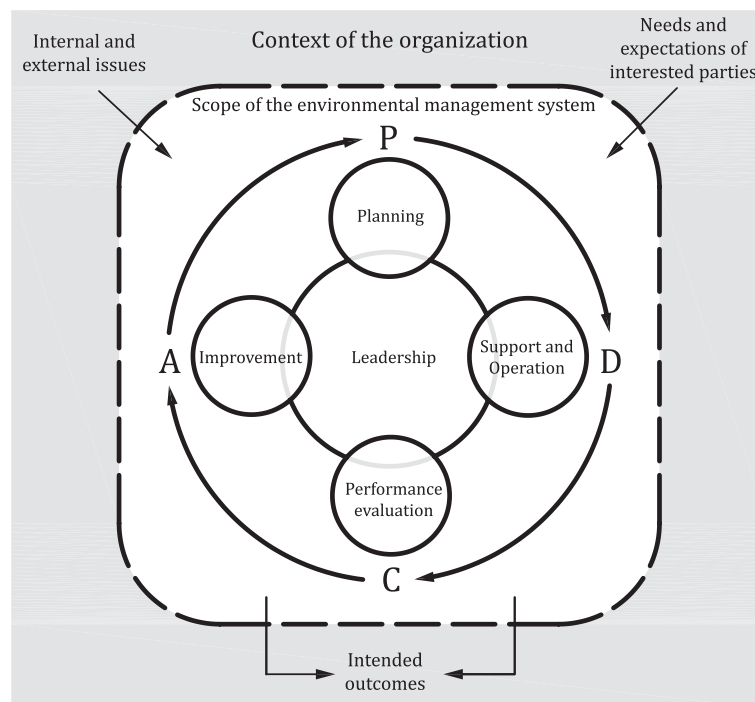 Internal and
external issues
Context of the organization
Needs and
expectations of
interested parties
Scope of the environmental management system
P
Planning
A
Improvement
Leadership
Support and
Operation
D
Performance
evaluation
C
Intended
outcomes